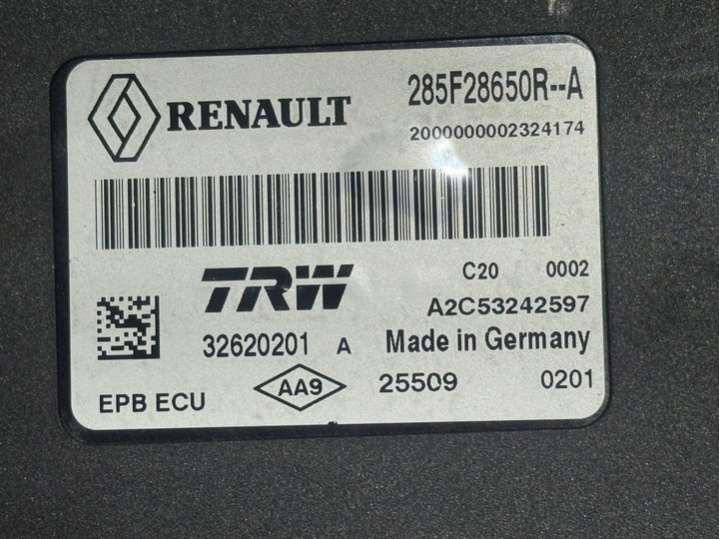 RENAULT 285F28650R--A
2000000002324174
TRW C20 0002
A2C53242597
32620201 A Made in Germany
EPB ECU AA9 25509 0201